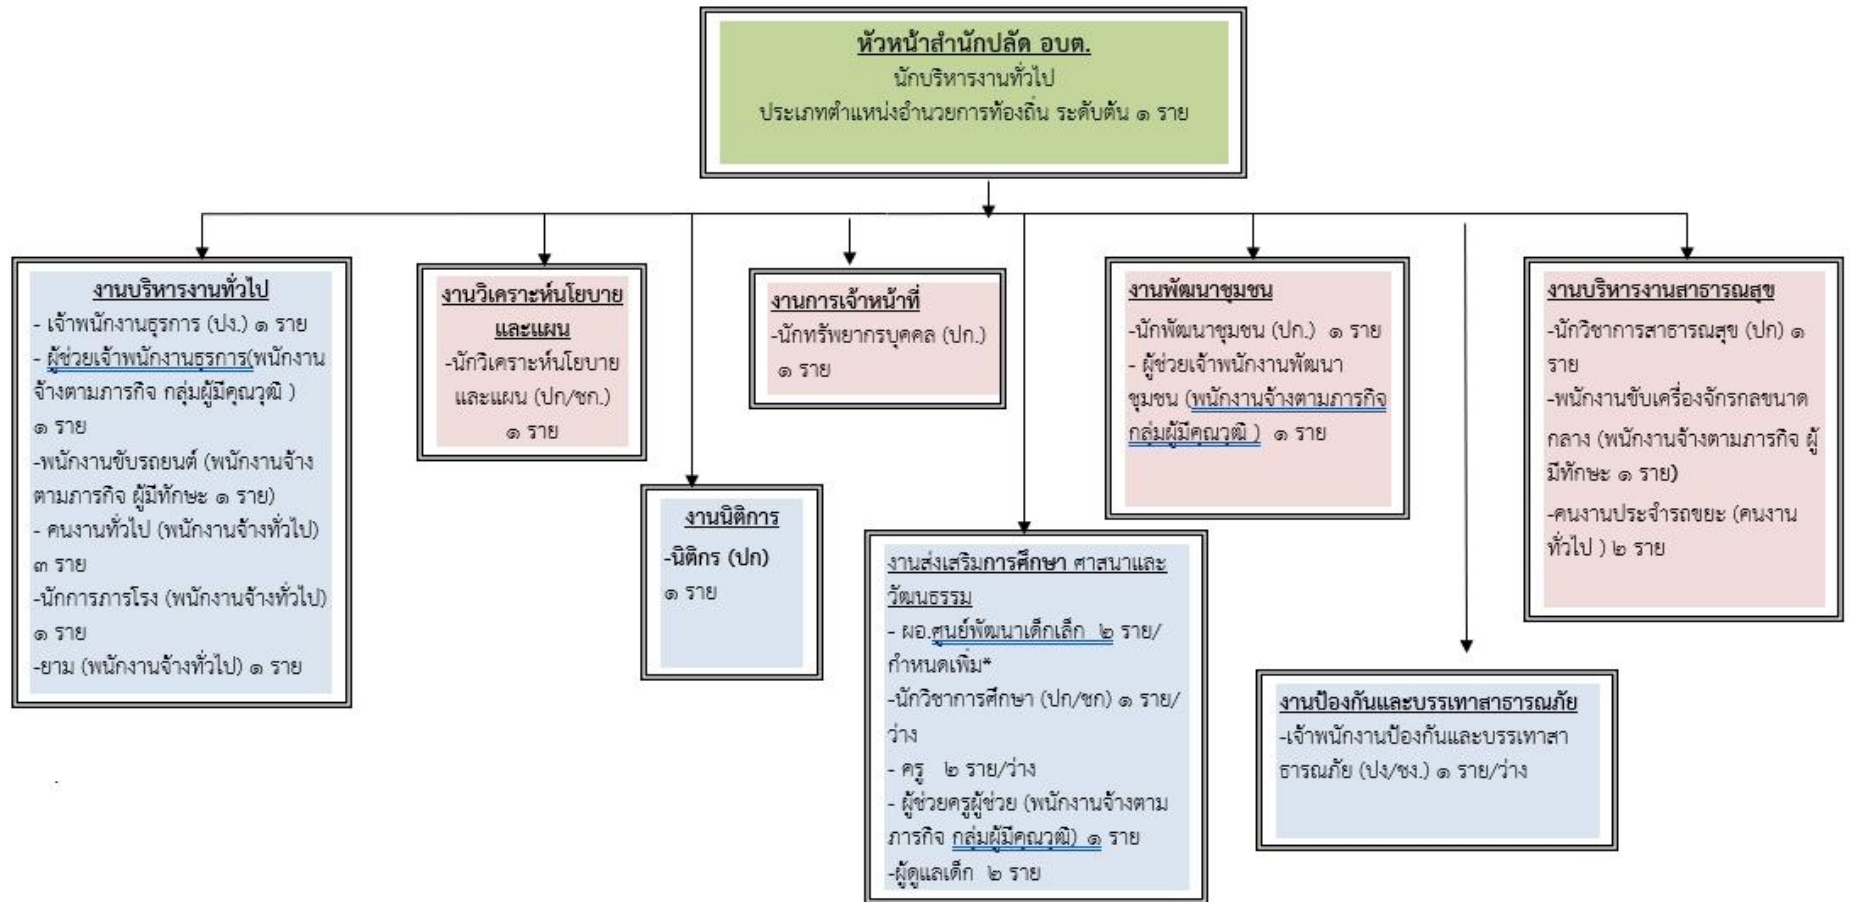 หัวหน้าสำนักปลัด อบต.
นักบริหารงานทั่วไป
ประเภทตำแหน่งอำนวยการท้องถิ่น ระดับต้น ๑ ราย
งานบริหารงานทั่วไป
- เจ้าพนักงานธุรการ (ปง.) ๑ ราย
- ผู้ช่วยเจ้าพนักงานธุรการ(พนักงาน
จ้างตามภารกิจ กลุ่มผู้มีคุณวุฒิ )
๑ ราย
-พนักงานขับรถยนต์ (พนักงานจ้าง
ตามภารกิจ ผู้มีทักษะ ๑ ราย)
- คนงานทั่วไป (พนักงานจ้างทั่วไป)
๓ ราย
-นักการภารโรง (พนักงานจ้างทั่วไป)
๑ ราย
-ยาม (พนักงานจ้างทั่วไป) ๑ ราย
งานวิเคราะห์นโยบาย
และแผน
-นักวิเคราะห์นโยบาย
และแผน (ปก/ชก.)
๑ ราย
งานนิติการ
-นิติกร (ปก)
๑ ราย
งานการเจ้าหน้าที่
-นักทรัพยากรบุคคล (ปก.)
๑ ราย
งานส่งเสริมการศึกษา ศาสนาและ
วัฒนธรรม
- ผอ.ศูนย์พัฒนาเด็กเล็ก ๒ ราย/
กำหนดเพิ่ม*
-นักวิชาการศึกษา (ปก/ชก) ๑ ราย/
ว่าง
- ครู ๒ ราย/ว่าง
- ผู้ช่วยครูผู้ช่วย (พนักงานจ้างตาม
ภารกิจ กลุ่มผู้มีคุณวุฒิ) ๑ ราย
-ผู้ดูแลเด็ก ๒ ราย
งานพัฒนาชุมชน
-นักพัฒนาชุมชน (ปก.) ๑ ราย
- ผู้ช่วยเจ้าพนักงานพัฒนา
ชุมชน (พนักงานจ้างตามภารกิจ
กลุ่มผู้มีคุณวุฒิ ) ๑ ราย
งานป้องกันและบรรเทาสาธารณภัย
-เจ้าพนักงานป้องกันและบรรเทาสา
ธารณภัย (ปง/ชง.) ๑ ราย/ว่าง
งานบริหารงานสาธารณสุข
-นักวิชาการสาธารณสุข (ปก) ๑
ราย
-พนักงานขับเครื่องจักรกลขนาด
กลาง (พนักงานจ้างตามภารกิจ ผู้
มีทักษะ ๑ ราย)
-คนงานประจำรถขยะ (คนงาน
ทั่วไป ) ๒ ราย